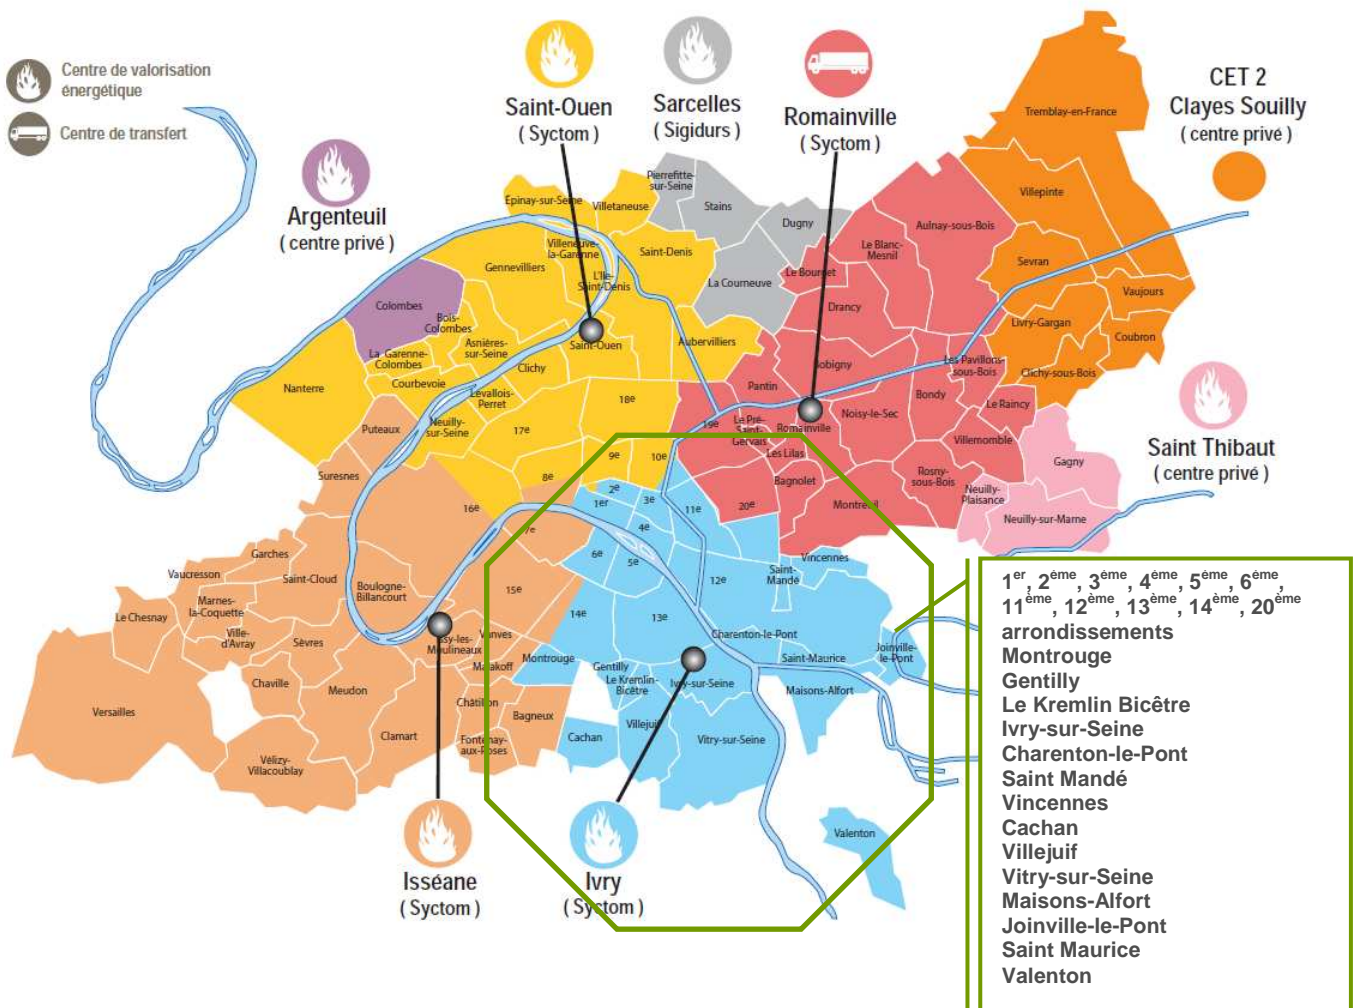 Centre de valorisation
énergétique
Centre de transfert
Saint-Ouen
( Syctom )
Sarcelles
( Sigidurs )
Romainville
( Syctom )
CET 2
Clayes Souilly
( centre privé )
Argenteuil
( centre privé )
Saint Thibaut
( centre privé )
Isséane
( Syctom )
Ivry
( Syctom )
Tremblay-en-France
Villepinte
Sevran
Vaujours
Livry-Gargan
Coubron
Clichy-sous-Bois
Pierrefitte-
sur-Seine
Stains
Dugny
La Courneuve
Epinay-sur-Seine
Villetaneuse
Villeneuve-
la-Garenne
Saint-Denis
L'Ile-
Saint-Denis
Gennevilliers
Colombes
Bois-
Colombes
La Garenne-
Colombes
Asnières-
sur-Seine
Saint-Ouen
Aubervilliers
Clichy
Courbevoie
Nanterre
Levallois-
Perret
Neuilly-
sur-Seine
17e
18e
8e
9e
10e
Aulnay-sous-Bois
Le Blanc-
Mesnil
Le Bourget
Drancy
Bobigny
Les Pavillons-
sous-Bois
Pantin
Bondy
Noisy-le-Sec
Le Raincy
Le Pré-
Saint-
Gervais
Romainville
Villemomble
Les Lilas
19e
Bagnolet
Rosny-
sous-Bois
20e
Montreuil
Gagny
Neuilly-
Plaisance
Neuilly-sur-Marne
Puteaux
Suresnes
16e
7e
15e
Garches
Vaucresson
Saint-Cloud
Boulogne-
Billancourt
Marnes-
la-Coquette
Le Chesnay
Ville-
d'Avray
Sèvres
Issy-les-
Moulineaux
Vanves
Malakoff
Chaville
Meudon
Versailles
Châtillon
Bagneux
Clamart
Fontenay-
aux-Roses
Vélizy-
Villacoublay
1er
2e
3e
4e
5e
6e
11e
12e
13e
14e
Vincennes
Saint-
Mandé
Charenton-le-Pont
Saint-Maurice
Joinville-
le-Pont
Montrouge
Gentilly
Le Kremlin-
Bicêtre
Ivry-sur-Seine
Maisons-Alfort
Cachan
Villejuif
Vitry-sur-Seine
Valenton
1er, 2ème, 3ème, 4ème, 5ème, 6ème,
11ème, 12ème, 13ème, 14ème, 20ème
arrondissements
Montrouge
Gentilly
Le Kremlin Bicêtre
Ivry-sur-Seine
Charenton-le-Pont
Saint Mandé
Vincennes
Cachan
Villejuif
Vitry-sur-Seine
Maisons-Alfort
Joinville-le-Pont
Saint Maurice
Valenton